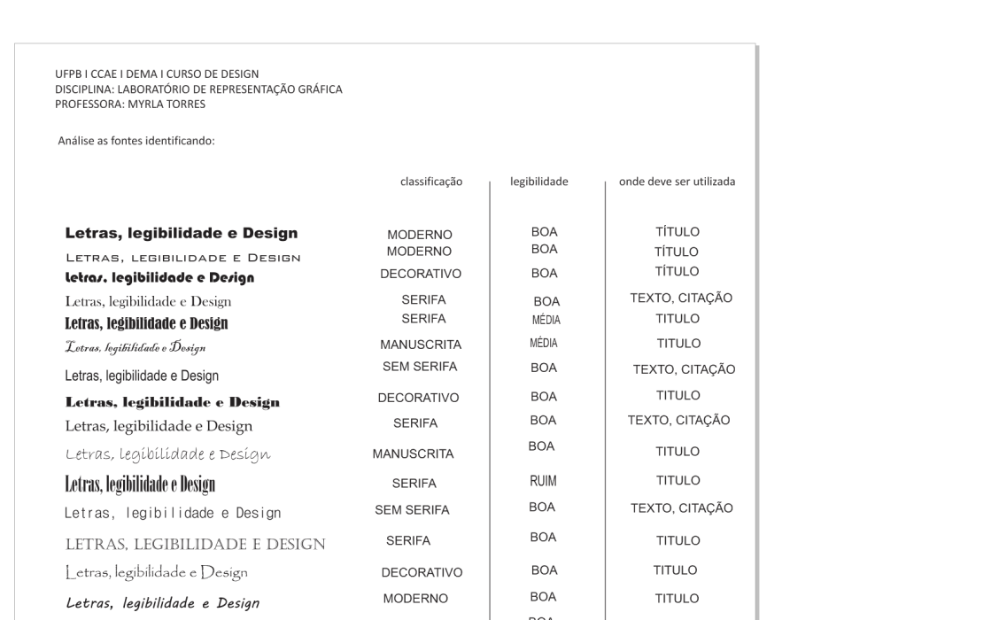 UFPB I CCAE I DEMA I CURSO DE DESIGN
DISCIPLINA: LABORATÓRIO DE REPRESENTAÇÃO GRÁFICA
PROFESSORA: MYRLA TORRES
Análise as fontes identificando:
classificação legibilidade onde deve ser utilizada
Letras, legibilidade e Design MODERNO BOA TÍTULO
LETRAS, LEGIBILIDADE E DESIGN MODERNO BOA TÍTULO
Letras, legibilidade e Design DECORATIVO BOA TÍTULO
Letras, legibilidade e Design SERIFA BOA TEXTO, CITAÇÃO
Letras, legibilidade e Design SERIFA MÉDIA TITULO
Letras, legibilidade e Design MANUSCRITA MÉDIA TITULO
Letras, legibilidade e Design SEM SERIFA BOA TEXTO, CITAÇÃO
Letras, legibilidade e Design DECORATIVO BOA TITULO
Letras, legibilidade e Design SERIFA BOA TEXTO, CITAÇÃO
Letras, legibilidade e Design MANUSCRITA BOA TITULO
Letras, legibilidade e Design SERIFA RUIM TITULO
Letras, legibilidade e Design SEM SERIFA BOA TEXTO, CITAÇÃO
LETRAS, LEGIBILIDADE E DESIGN SERIFA BOA TITULO
Letras, legibilidade e Design DECORATIVO BOA TITULO
Letras, legibilidade e Design MODERNO BOA TITULO